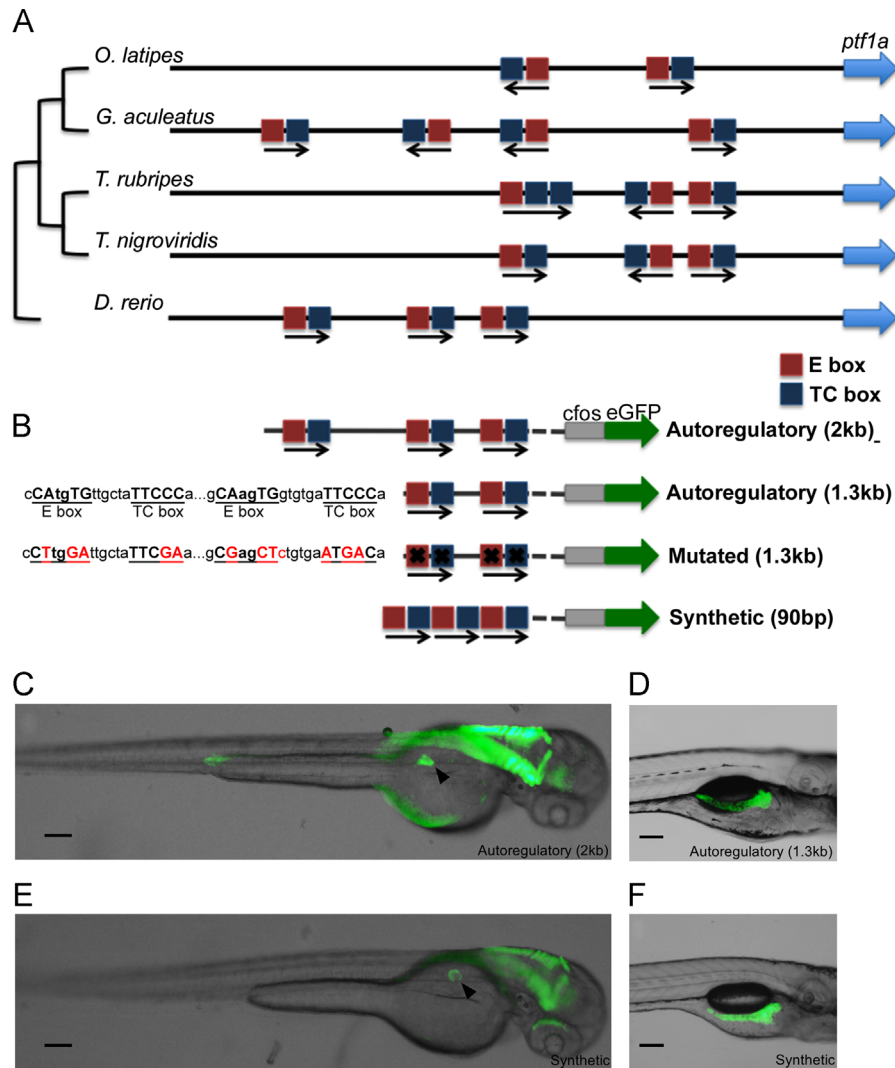 A
O. latipes
ptf1a
G. aculeatus
T. rubripes
T. nigroviridis
D. rerio
E box
TC box
B
cfos eGFP
Autoregulatory (2kb)_
cCAtgTGttgctaTTCCCa...gCAagTGgtgtgaTTCCCa
E box TC box E box TC box
Autoregulatory (1.3kb)
cCTtgGAttgctaTTCGAa...gCGagCTctgtgaaATGACa
Mutated (1.3kb)
Synthetic (90bp)
C
D
Autoregulatory (2kb)
Autoregulatory (1.3kb)
E
F
Synthetic
Synthetic